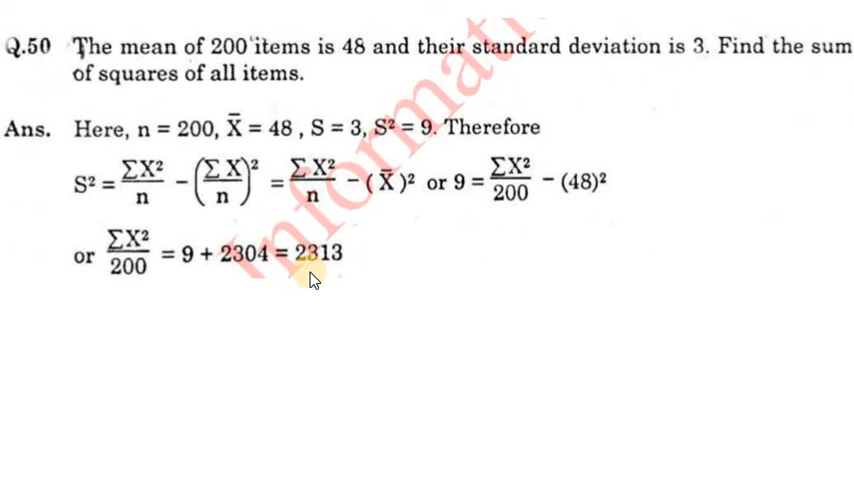 Q.50 The mean of 200 items is 48 and their standard deviation is 3. Find the sum
of squares of all items.
Ans. Here, n = 200, X̄ = 48 , S = 3, S² = 9. Therefore
S² = ΣX²/n − (ΣX/n)² = ΣX²/n − ( X̄ )² or 9 = ΣX²/200 − (48)²
or ΣX²/200 = 9 + 2304 = 2313
Informati